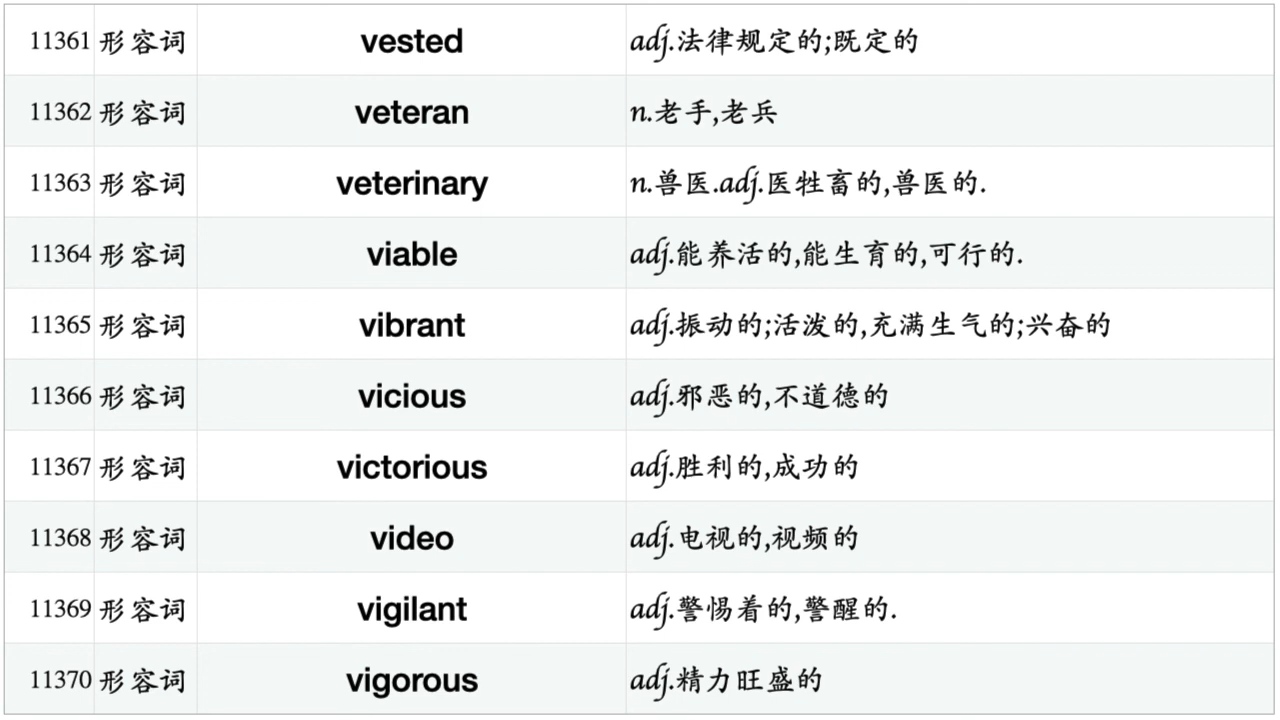 11361 形容词 vested adj.法律规定的;既定的
11362 形容词 veteran n.老手,老兵
11363 形容词 veterinary n.兽医.adj.医牲畜的,兽医的.
11364 形容词 viable adj.能养活的,能生育的,可行的.
11365 形容词 vibrant adj.振动的;活泼的,充满生气的;兴奋的
11366 形容词 vicious adj.邪恶的,不道德的
11367 形容词 victorious adj.胜利的,成功的
11368 形容词 video adj.电视的,视频的
11369 形容词 vigilant adj.警惕着的,警醒的.
11370 形容词 vigorous adj.精力旺盛的